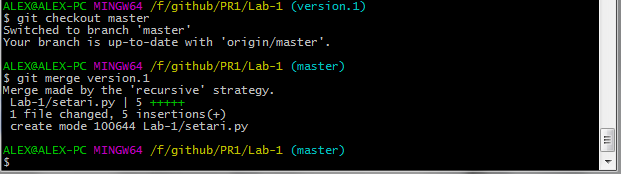 ALEX@ALEX-PC MINGW64 /f/github/PR1/Lab-1 (version.1)
$ git checkout master
Switched to branch 'master'
Your branch is up-to-date with 'origin/master'.
ALEX@ALEX-PC MINGW64 /f/github/PR1/Lab-1 (master)
$ git merge version.1
Merge made by the 'recursive' strategy.
Lab-1/setari.py | 5 +++++
1 file changed, 5 insertions(+)
create mode 100644 Lab-1/setari.py
ALEX@ALEX-PC MINGW64 /f/github/PR1/Lab-1 (master)
$